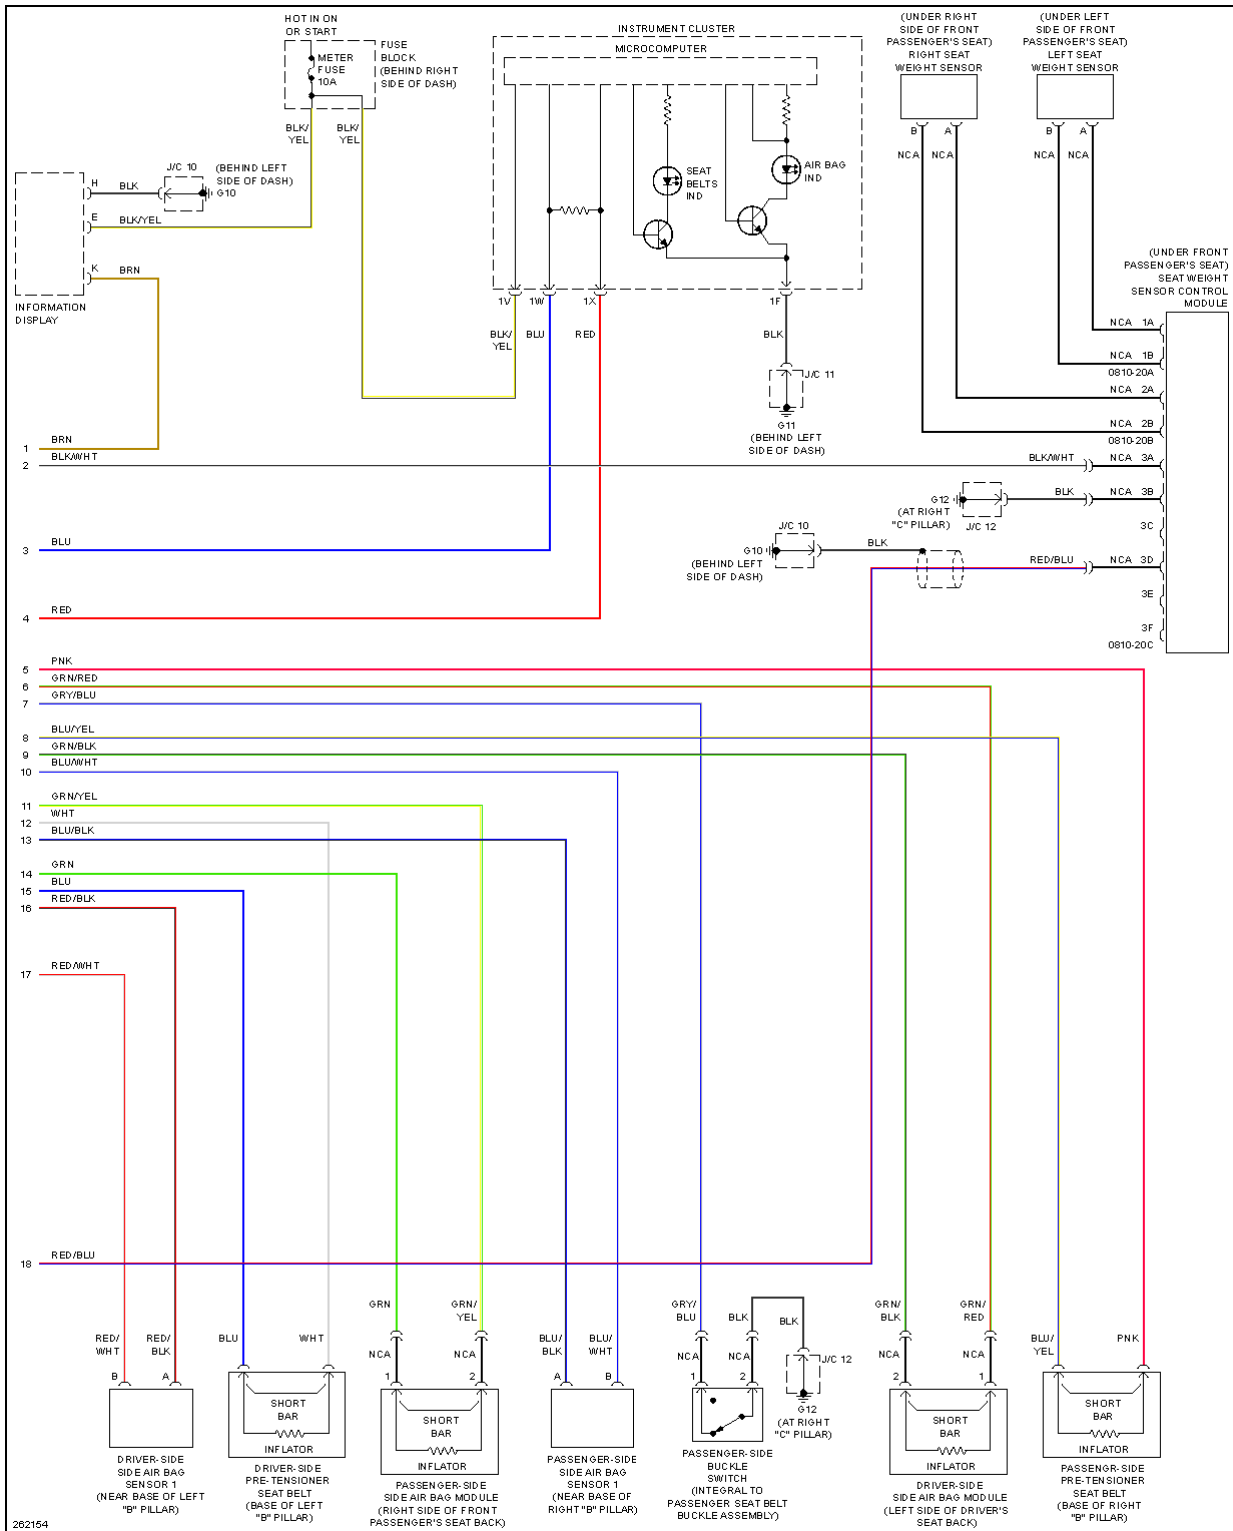 HOT IN ON
OR START
METER
FUSE
10A
FUSE
BLOCK
(BEHIND RIGHT
SIDE OF DASH)
BLK/
YEL
BLK/
YEL
INSTRUMENT CLUSTER
MICROCOMPUTER
SEAT
BELTS
IND
AIR BAG
IND
1V
1W
1X
1F
BLK/
YEL
BLU
RED
BLK
J/C 11
G11
(BEHIND LEFT
SIDE OF DASH)
(UNDER RIGHT
SIDE OF FRONT
PASSENGER'S SEAT)
RIGHT SEAT
WEIGHT SENSOR
B
A
NCA
NCA
(UNDER LEFT
SIDE OF FRONT
PASSENGER'S SEAT)
LEFT SEAT
WEIGHT SENSOR
B
A
NCA
NCA
H
BLK
J/C 10
(BEHIND LEFT
SIDE OF DASH)
G10
E
BLK/YEL
K
BRN
INFORMATION
DISPLAY
(UNDER FRONT
PASSENGER'S SEAT)
SEAT WEIGHT
SENSOR CONTROL
MODULE
NCA 1A
NCA 1B
0810-20A
NCA 2A
NCA 2B
0810-20B
BLK/WHT
NCA 3A
G12
(AT RIGHT
"C" PILLAR)
J/C 12
BLK
NCA 3B
3C
J/C 10
G10
(BEHIND LEFT
SIDE OF DASH)
BLK
RED/BLU
NCA 3D
3E
3F
0810-20C
1 BRN
2 BLK/WHT
3 BLU
4 RED
5 PNK
6 GRN/RED
7 GRY/BLU
8 BLU/YEL
9 GRN/BLK
10 BLU/WHT
11 GRN/YEL
12 WHT
13 BLU/BLK
14 GRN
15 BLU
16 RED/BLK
17 RED/WHT
18 RED/BLU
RED/
WHT
RED/
BLK
B
A
DRIVER-SIDE
SIDE AIR BAG
SENSOR 1
(NEAR BASE OF LEFT
"B" PILLAR)
BLU
WHT
SHORT
BAR
INFLATOR
DRIVER-SIDE
PRE-TENSIONER
SEAT BELT
(BASE OF LEFT
"B" PILLAR)
GRN
GRN/
YEL
NCA
NCA
1
2
SHORT
BAR
INFLATOR
PASSENGER-SIDE
SIDE AIR BAG MODULE
(RIGHT SIDE OF FRONT
PASSENGER'S SEAT BACK)
BLU/
BLK
BLU/
WHT
A
B
PASSENGER-SIDE
SIDE AIR BAG
SENSOR 1
(NEAR BASE OF
RIGHT "B" PILLAR)
GRY/
BLU
BLK
BLK
NCA
NCA
1
2
J/C 12
G12
(AT RIGHT
"C" PILLAR)
PASSENGER-SIDE
BUCKLE
SWITCH
(INTEGRAL TO
PASSENGER SEAT BELT
BUCKLE ASSEMBLY)
GRN/
BLK
GRN/
RED
NCA
NCA
2
1
SHORT
BAR
INFLATOR
DRIVER-SIDE
SIDE AIR BAG MODULE
(LEFT SIDE OF DRIVER'S
SEAT BACK)
BLU/
YEL
PNK
SHORT
BAR
INFLATOR
PASSENGR-SIDE
PRE-TENSIONER
SEAT BELT
(BASE OF RIGHT
"B" PILLAR)
262154